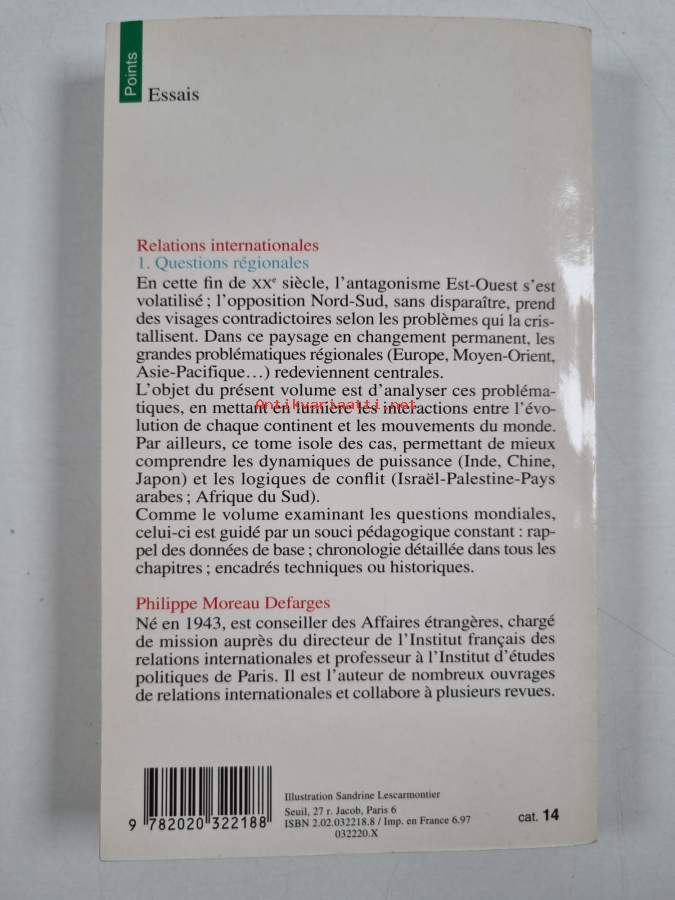 Points
Essais
Relations internationales
1. Questions régionales
En cette fin de XXe siècle, l'antagonisme Est-Ouest s'est
volatilisé ; l'opposition Nord-Sud, sans disparaître, prend
des visages contradictoires selon les problèmes qui la cris-
tallisent. Dans ce paysage en changement permanent, les
grandes problématiques régionales (Europe, Moyen-Orient,
Asie-Pacifique…) redeviennent centrales.
L'objet du présent volume est d'analyser ces probléma-
tiques, en mettant en lumière les interactions entre l'évo-
Antikvariaatti.net
lution de chaque continent et les mouvements du monde.
Par ailleurs, ce tome isole des cas, permettant de mieux
comprendre les dynamiques de puissance (Inde, Chine,
Japon) et les logiques de conflit (Israël-Palestine-Pays
arabes ; Afrique du Sud).
Comme le volume examinant les questions mondiales,
celui-ci est guidé par un souci pédagogique constant : rap-
pel des données de base ; chronologie détaillée dans tous les
chapitres ; encadrés techniques ou historiques.
Philippe Moreau Defarges
Né en 1943, est conseiller des Affaires étrangères, chargé
de mission auprès du directeur de l'Institut français des
relations internationales et professeur à l'Institut d'études
politiques de Paris. Il est l'auteur de nombreux ouvrages
de relations internationales et collabore à plusieurs revues.
9 782020 322188
Illustration Sandrine Lescarmontier
Seuil, 27 r. Jacob, Paris 6
ISBN 2.02.032218.8 / Imp. en France 6.97
032220.X
cat. 14